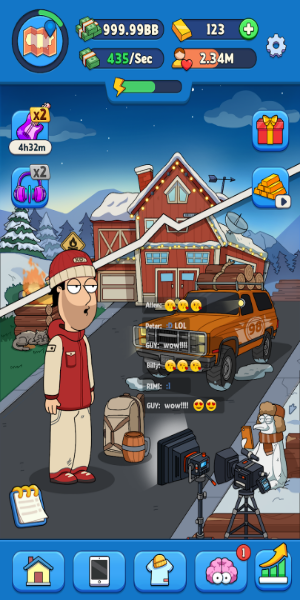 999.99BB
123
435/Sec
2.34M
x2
4h32m
x2
Alina:
Peter: LOL
GUY: wow!!!!
Billy:
98
RIMI: :)
GUY: wow!!!!
1